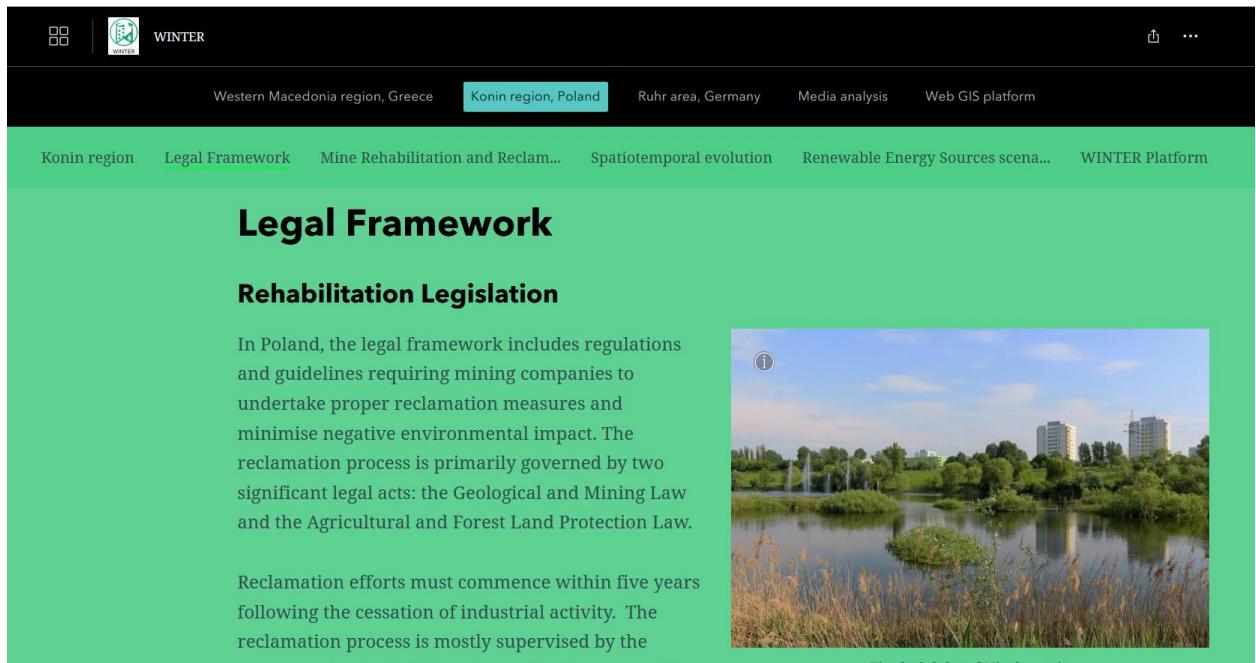 WINTER
WINTER
Western Macedonia region, Greece
Konin region, Poland
Ruhr area, Germany
Media analysis
Web GIS platform
Konin region
Legal Framework
Mine Rehabilitation and Reclam...
Spatiotemporal evolution
Renewable Energy Sources scena...
WINTER Platform
Legal Framework
Rehabilitation Legislation
In Poland, the legal framework includes regulations
and guidelines requiring mining companies to
undertake proper reclamation measures and
minimise negative environmental impact. The
reclamation process is primarily governed by two
significant legal acts: the Geological and Mining Law
and the Agricultural and Forest Land Protection Law.
Reclamation efforts must commence within five years
following the cessation of industrial activity. The
reclamation process is mostly supervised by the